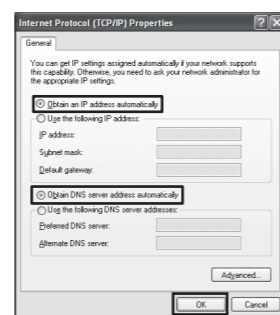 Internet Protocol (TCP/IP) Properties
General
You can get IP settings assigned automatically if your network supports
this capability. Otherwise, you need to ask your network administrator for
the appropriate IP settings.
Obtain an IP address automatically
Use the following IP address:
IP address:
Subnet mask:
Default gateway:
Obtain DNS server address automatically
Use the following DNS server addresses:
Preferred DNS server:
Alternate DNS server:
Advanced...
OK
Cancel